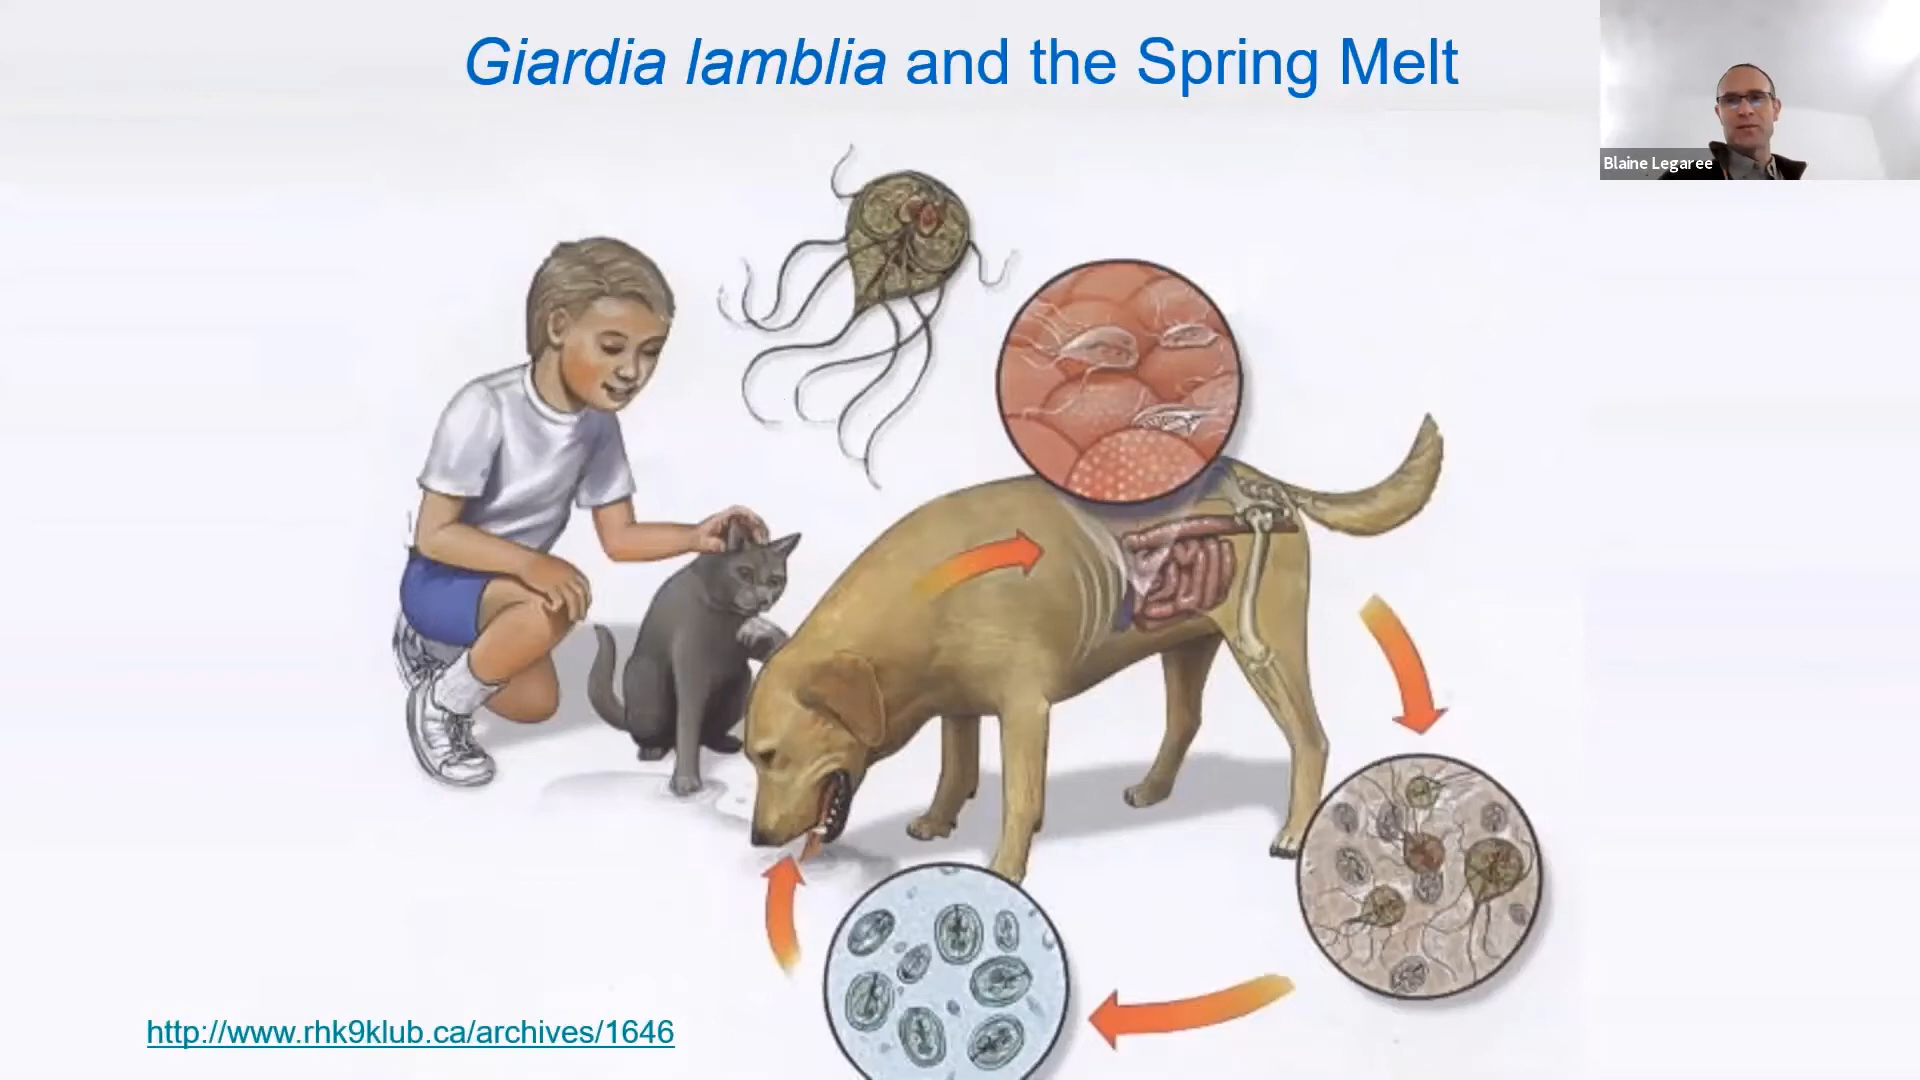 Giardia lamblia and the Spring Melt
Blaine Legaree
http://www.rhk9klub.ca/archives/1646